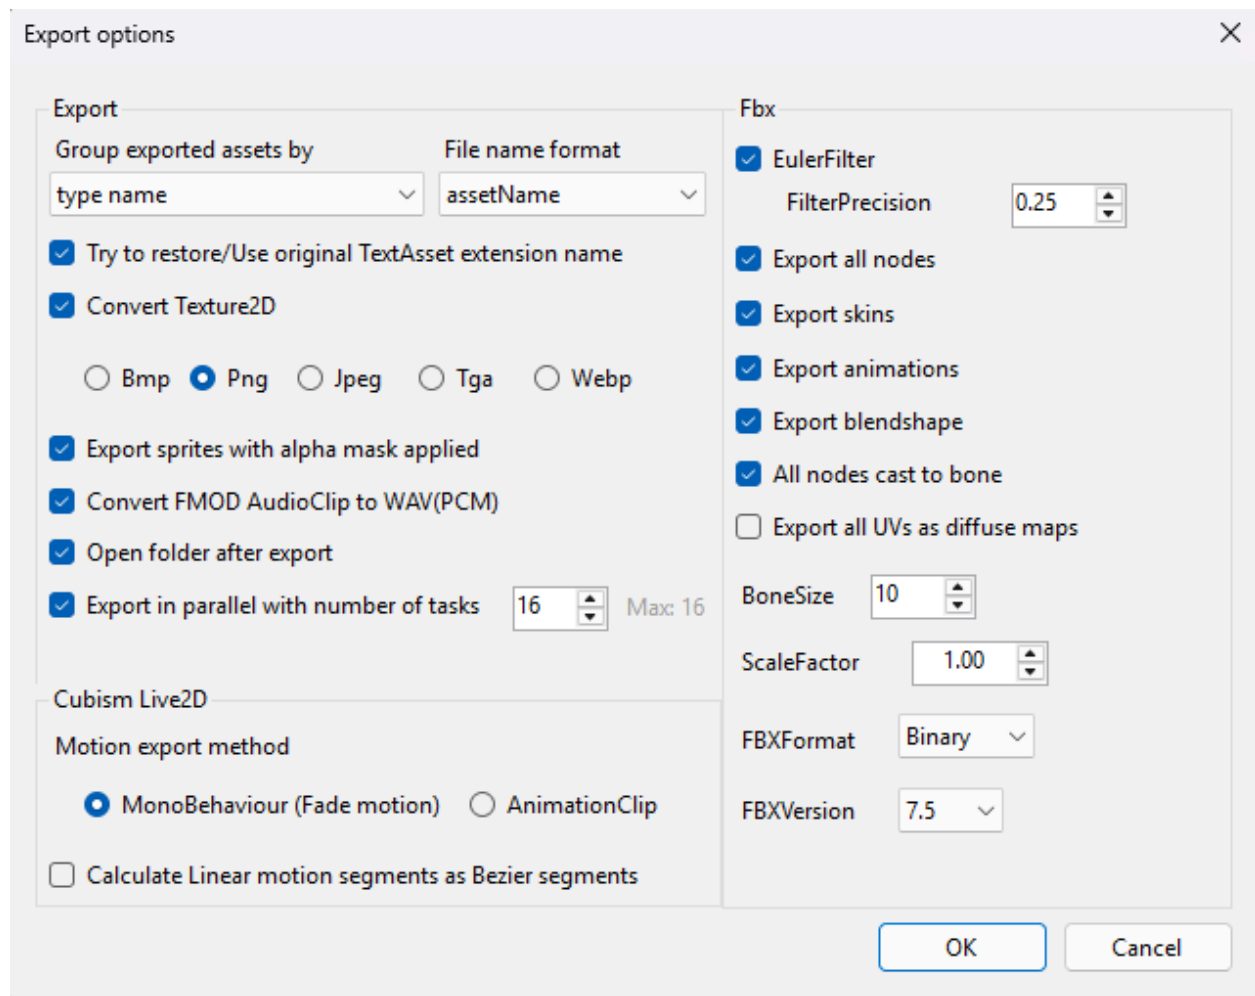 Export options
Export
Group exported assets by
File name format
type name
assetName
Try to restore/Use original TextAsset extension name
Convert Texture2D
Bmp Png Jpeg Tga Webp
Export sprites with alpha mask applied
Convert FMOD AudioClip to WAV(PCM)
Open folder after export
Export in parallel with number of tasks 16 Max: 16
Cubism Live2D
Motion export method
MonoBehaviour (Fade motion) AnimationClip
Calculate Linear motion segments as Bezier segments
Fbx
EulerFilter
FilterPrecision 0.25
Export all nodes
Export skins
Export animations
Export blendshape
All nodes cast to bone
Export all UVs as diffuse maps
BoneSize 10
ScaleFactor 1.00
FBXFormat Binary
FBXVersion 7.5
OK Cancel